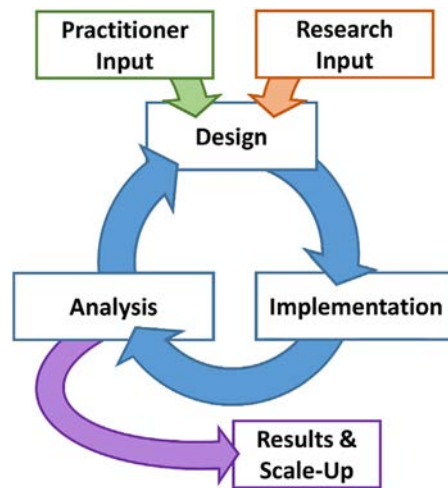 Practitioner
Input
Research
Input
Design
Analysis
Implementation
Results &
Scale-Up